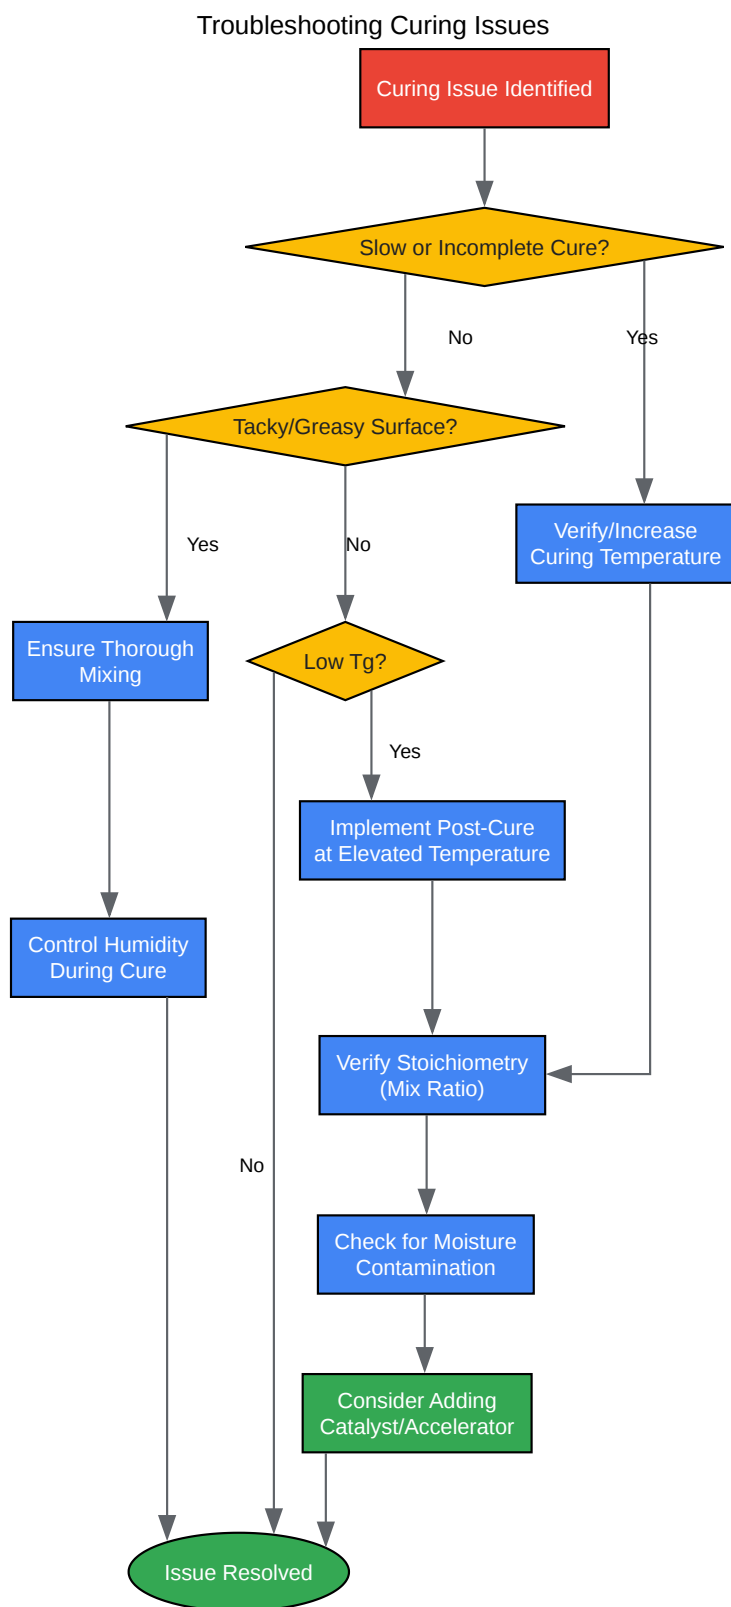 Troubleshooting Curing Issues
Curing Issue Identified
Slow or Incomplete Cure?
No
Yes
Tacky/Greasy Surface?
Verify/Increase
Curing Temperature
Yes
No
Ensure Thorough
Mixing
Low Tg?
Yes
Implement Post-Cure
at Elevated Temperature
Control Humidity
During Cure
Verify Stoichiometry
(Mix Ratio)
No
Check for Moisture
Contamination
Consider Adding
Catalyst/Accelerator
Issue Resolved